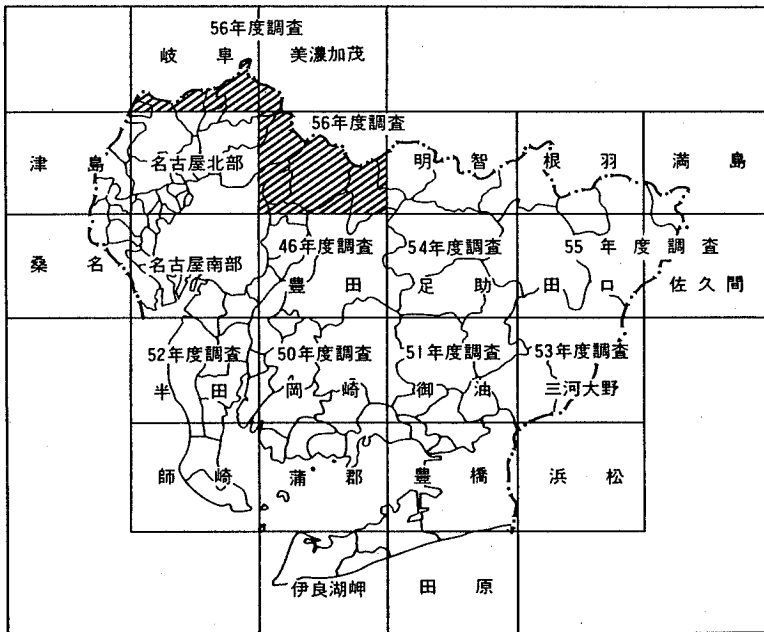 56年度調査
岐阜 美濃加茂
56年度調査
津島 名古屋北部 明智 根羽 満島
46年度調査 54年度調査 55年度調査
桑名 名古屋南部 豊田 足助 田口 佐久間
52年度調査 50年度調査 51年度調査 53年度調査
半田 岡崎 御油 三河大野
師崎 蒲郡 豊橋 浜松
伊良湖岬 田原